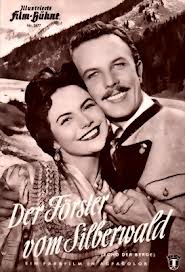 Illustrierte
Film-Bühne
Der Förster
vom Silberwald
(ECHO DER BERGE)
EIN FARBFILM IN AGFACOLOR